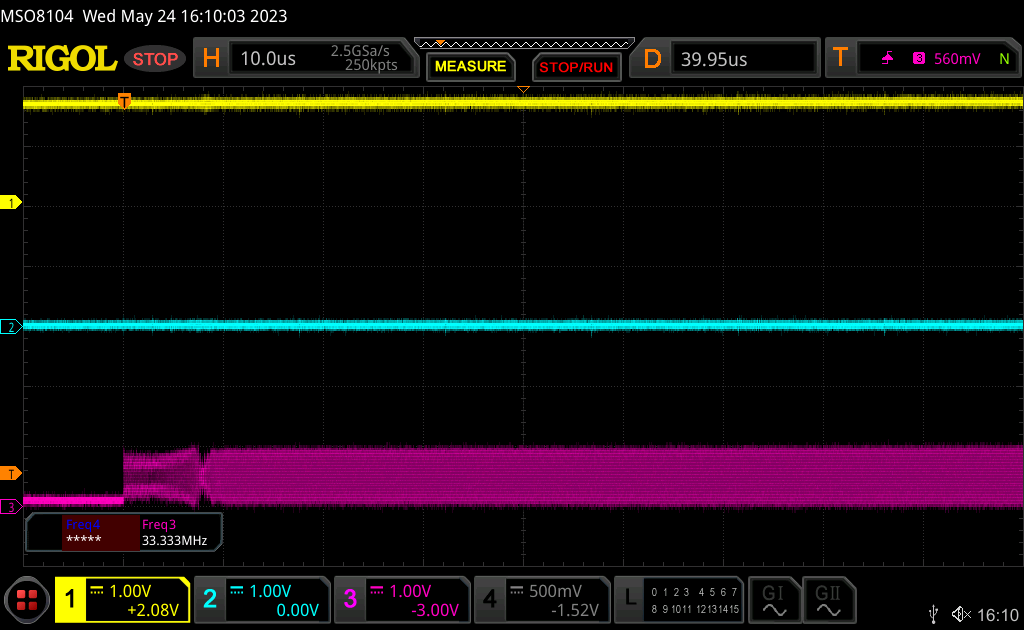 MSO8104 Wed May 24 16:10:03 2023
RIGOL STOP H 10.0us 2.5GSa/s 250kpts MEASURE STOP/RUN D 39.95us T 3 560mV N
T
1
2
T
3
Freq4 Freq3
***** 33.333MHz
1 1.00V +2.08V 2 1.00V 0.00V 3 1.00V -3.00V 4 500mV -1.52V L 0 1 2 3 4 5 6 7 8 9 10 11 12 13 14 15 GI GII
16:10